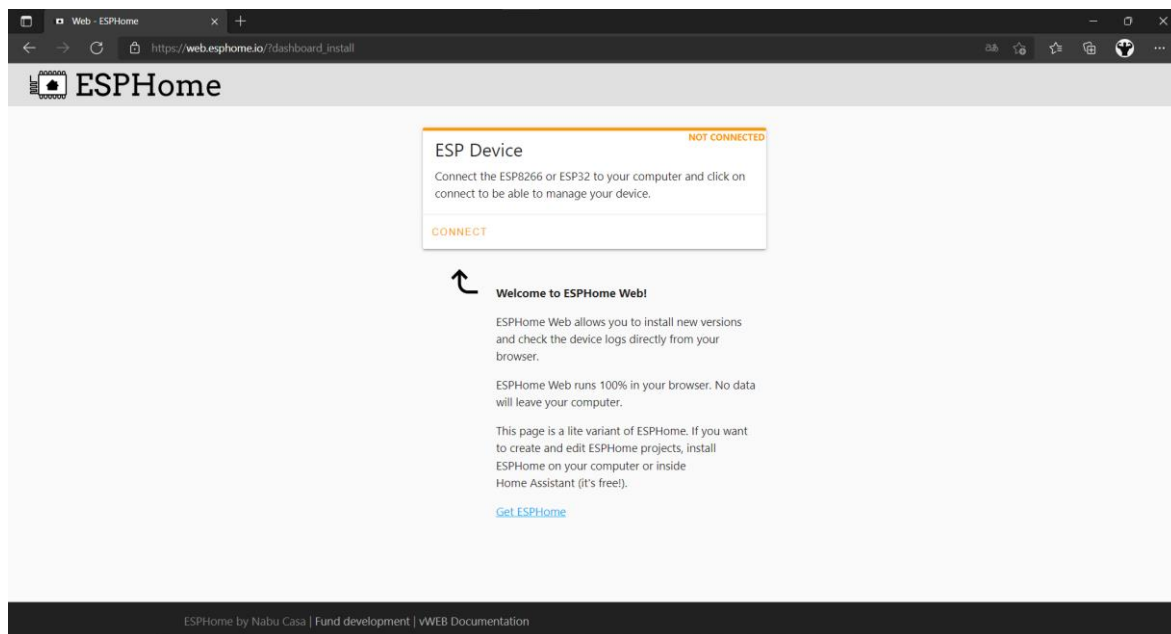 Web - ESPHome
https://web.esphome.io/?dashboard_install
ESPHome
NOT CONNECTED
ESP Device
Connect the ESP8266 or ESP32 to your computer and click on
connect to be able to manage your device.
CONNECT
Welcome to ESPHome Web!
ESPHome Web allows you to install new versions
and check the device logs directly from your
browser.
ESPHome Web runs 100% in your browser. No data
will leave your computer.
This page is a lite variant of ESPHome. If you want
to create and edit ESPHome projects, install
ESPHome on your computer or inside
Home Assistant (it's free!).
Get ESPHome
ESPHome by Nabu Casa | Fund development | vWEB Documentation